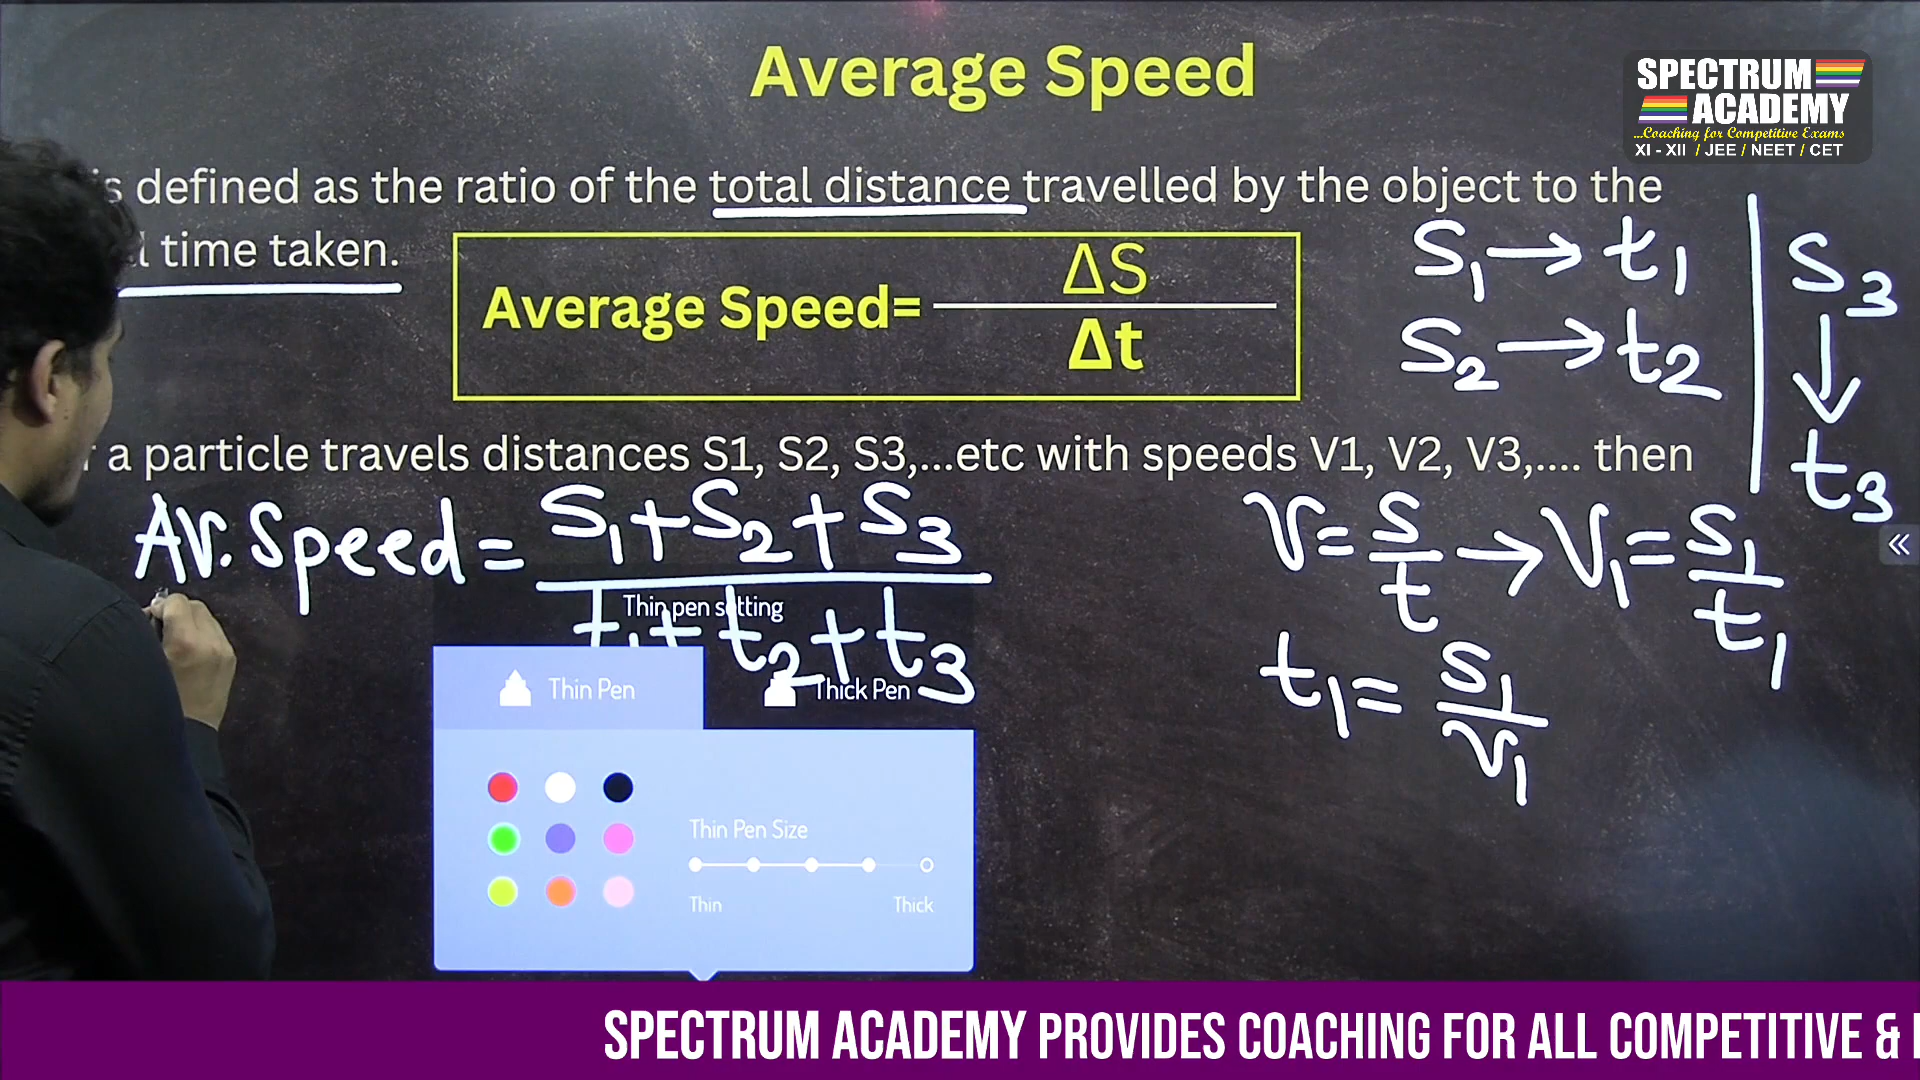 Average Speed
SPECTRUM
ACADEMY
...Coaching for Competitive Exams
XI - XII / JEE / NEET / CET
s defined as the ratio of the total distance travelled by the object to the
l time taken.
Average Speed= ΔS
Δt
S1 → t1
S2 → t2
S3
↓
t3
a particle travels distances S1, S2, S3,...etc with speeds V1, V2, V3,.... then
AV. Speed = S1+S2+S3
t1+t2+t3
V=S/t → V1=S1/t1
t1=S1/V1
Thin pen setting
Thin Pen
Thick Pen
Thin Pen Size
Thin
Thick
«
SPECTRUM ACADEMY PROVIDES COACHING FOR ALL COMPETITIVE &